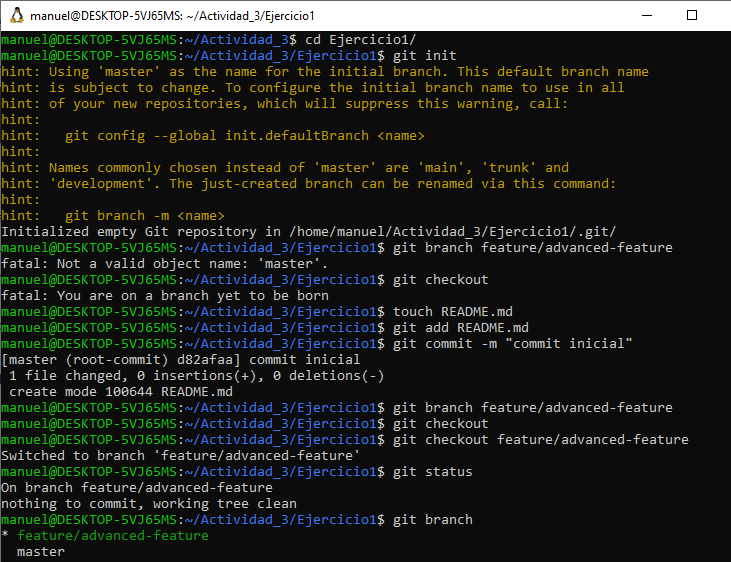 manuel@DESKTOP-5VJ65MS: ~/Actividad_3/Ejercicio1
manuel@DESKTOP-5VJ65MS:~/Actividad_3$ cd Ejercicio1/
manuel@DESKTOP-5VJ65MS:~/Actividad_3/Ejercicio1$ git init
hint: Using 'master' as the name for the initial branch. This default branch name
hint: is subject to change. To configure the initial branch name to use in all
hint: of your new repositories, which will suppress this warning, call:
hint:
hint:   git config --global init.defaultBranch <name>
hint:
hint: Names commonly chosen instead of 'master' are 'main', 'trunk' and
hint: 'development'. The just-created branch can be renamed via this command:
hint:
hint:   git branch -m <name>
Initialized empty Git repository in /home/manuel/Actividad_3/Ejercicio1/.git/
manuel@DESKTOP-5VJ65MS:~/Actividad_3/Ejercicio1$ git branch feature/advanced-feature
fatal: Not a valid object name: 'master'.
manuel@DESKTOP-5VJ65MS:~/Actividad_3/Ejercicio1$ git checkout
fatal: You are on a branch yet to be born
manuel@DESKTOP-5VJ65MS:~/Actividad_3/Ejercicio1$ touch README.md
manuel@DESKTOP-5VJ65MS:~/Actividad_3/Ejercicio1$ git add README.md
manuel@DESKTOP-5VJ65MS:~/Actividad_3/Ejercicio1$ git commit -m "commit inicial"
[master (root-commit) d82afaa] commit inicial
 1 file changed, 0 insertions(+), 0 deletions(-)
 create mode 100644 README.md
manuel@DESKTOP-5VJ65MS:~/Actividad_3/Ejercicio1$ git branch feature/advanced-feature
manuel@DESKTOP-5VJ65MS:~/Actividad_3/Ejercicio1$ git checkout
manuel@DESKTOP-5VJ65MS:~/Actividad_3/Ejercicio1$ git checkout feature/advanced-feature
Switched to branch 'feature/advanced-feature'
manuel@DESKTOP-5VJ65MS:~/Actividad_3/Ejercicio1$ git status
On branch feature/advanced-feature
nothing to commit, working tree clean
manuel@DESKTOP-5VJ65MS:~/Actividad_3/Ejercicio1$ git branch
* feature/advanced-feature
  master